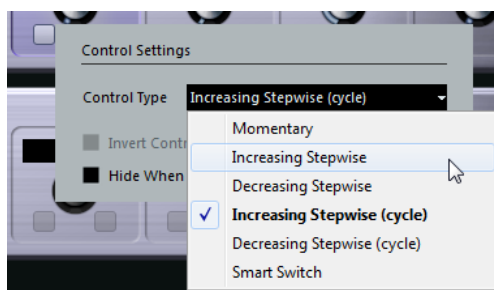 Control Settings
Control Type Increasing Stepwise (cycle)
Momentary
Invert Contr
Increasing Stepwise
Hide When
Decreasing Stepwise
Increasing Stepwise (cycle)
Decreasing Stepwise (cycle)
Smart Switch